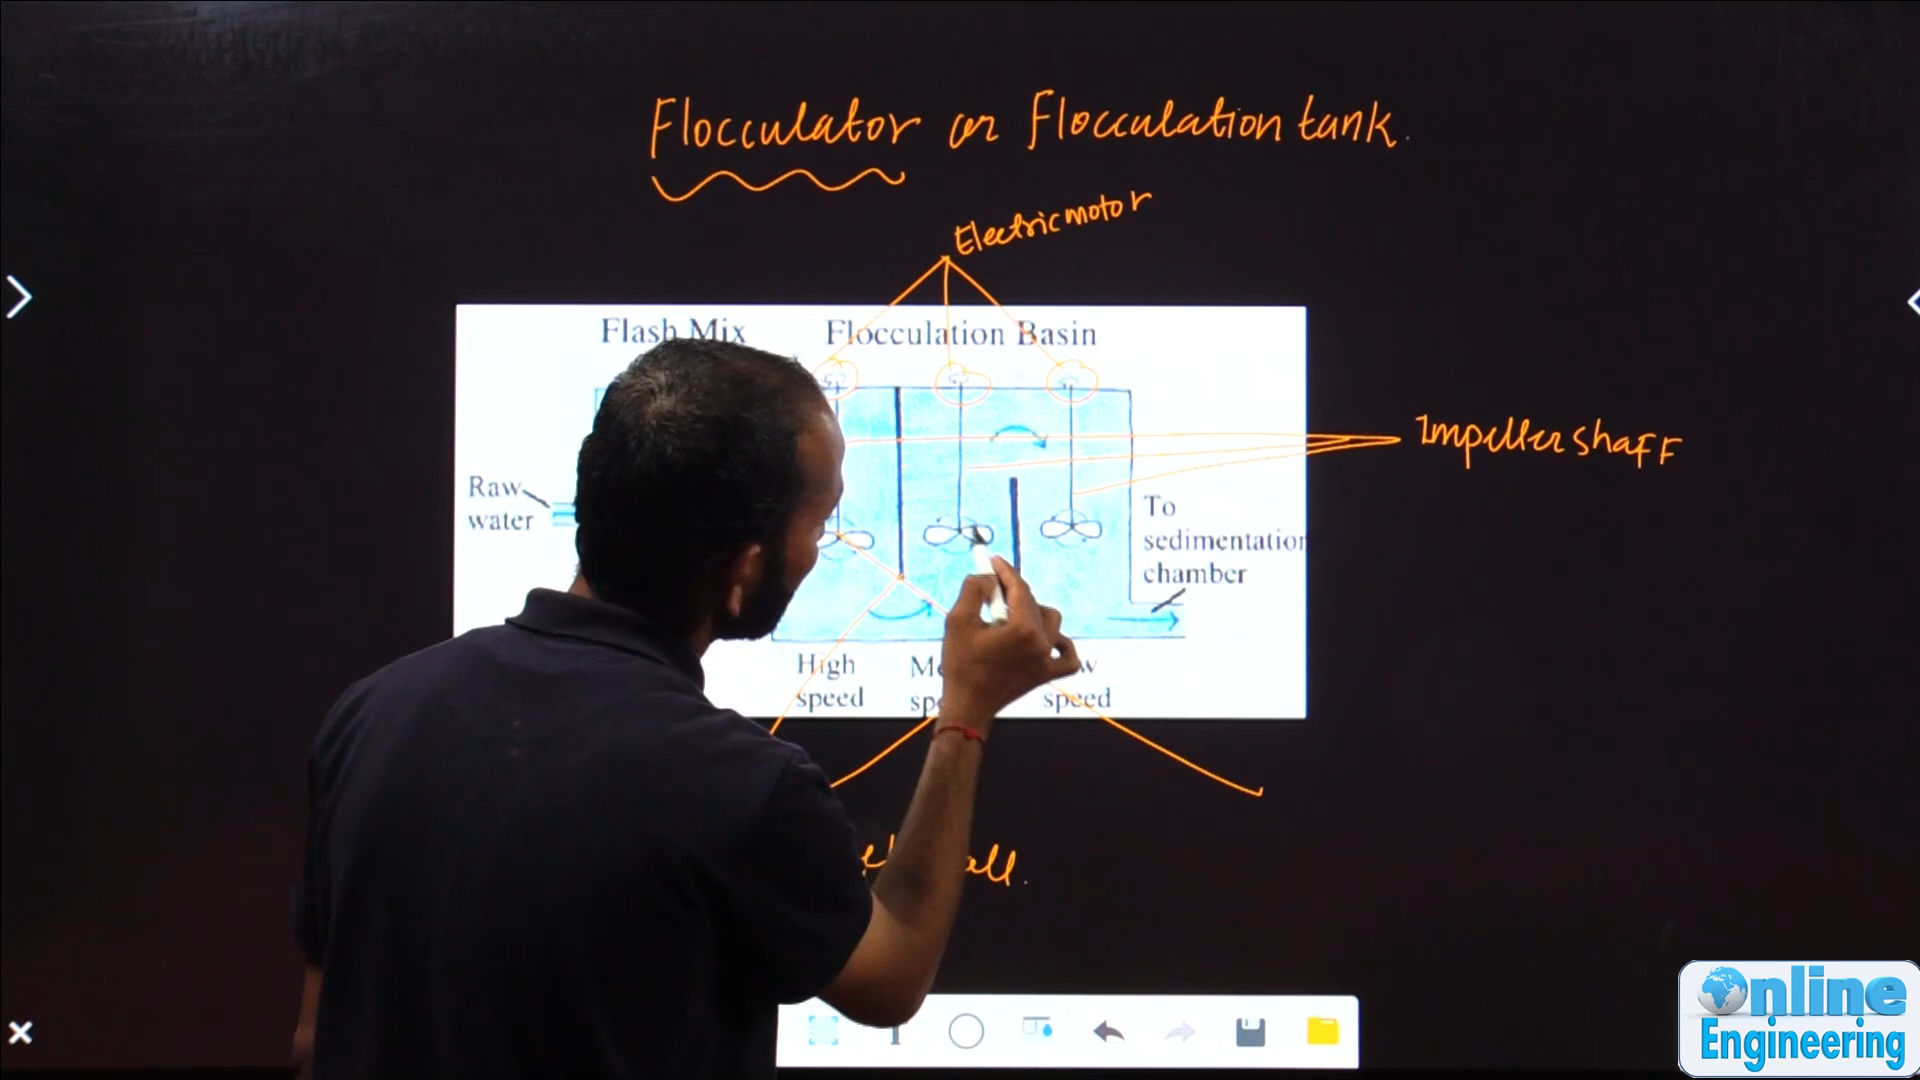 Flocculator or Flocculation tank.
Electric motor
Flash Mix
Flocculation Basin
Impeller shaFF
Raw
water
To
sedimentation
chamber
High
speed
speed
Online
Engineering